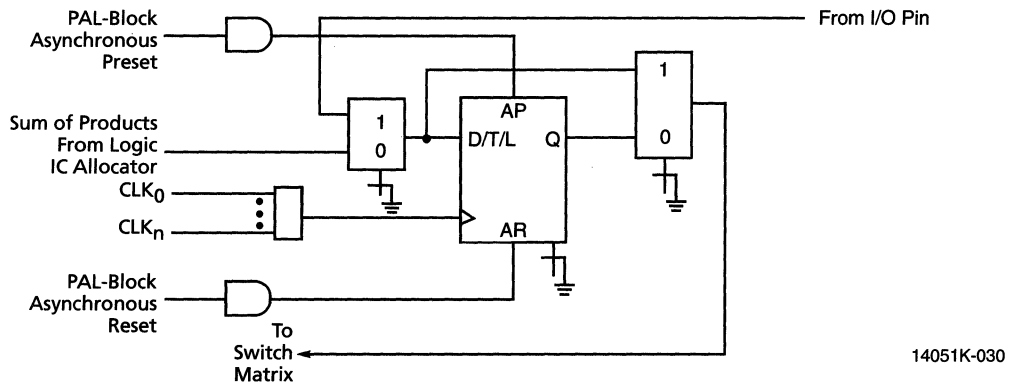 PAL-Block
Asynchronous
Preset
From I/O Pin
1
0
Sum of Products
From Logic
IC Allocator
1
0
AP
D/T/L
Q
AR
CLK0
CLKn
PAL-Block
Asynchronous
Reset
To
Switch
Matrix
14051K-030